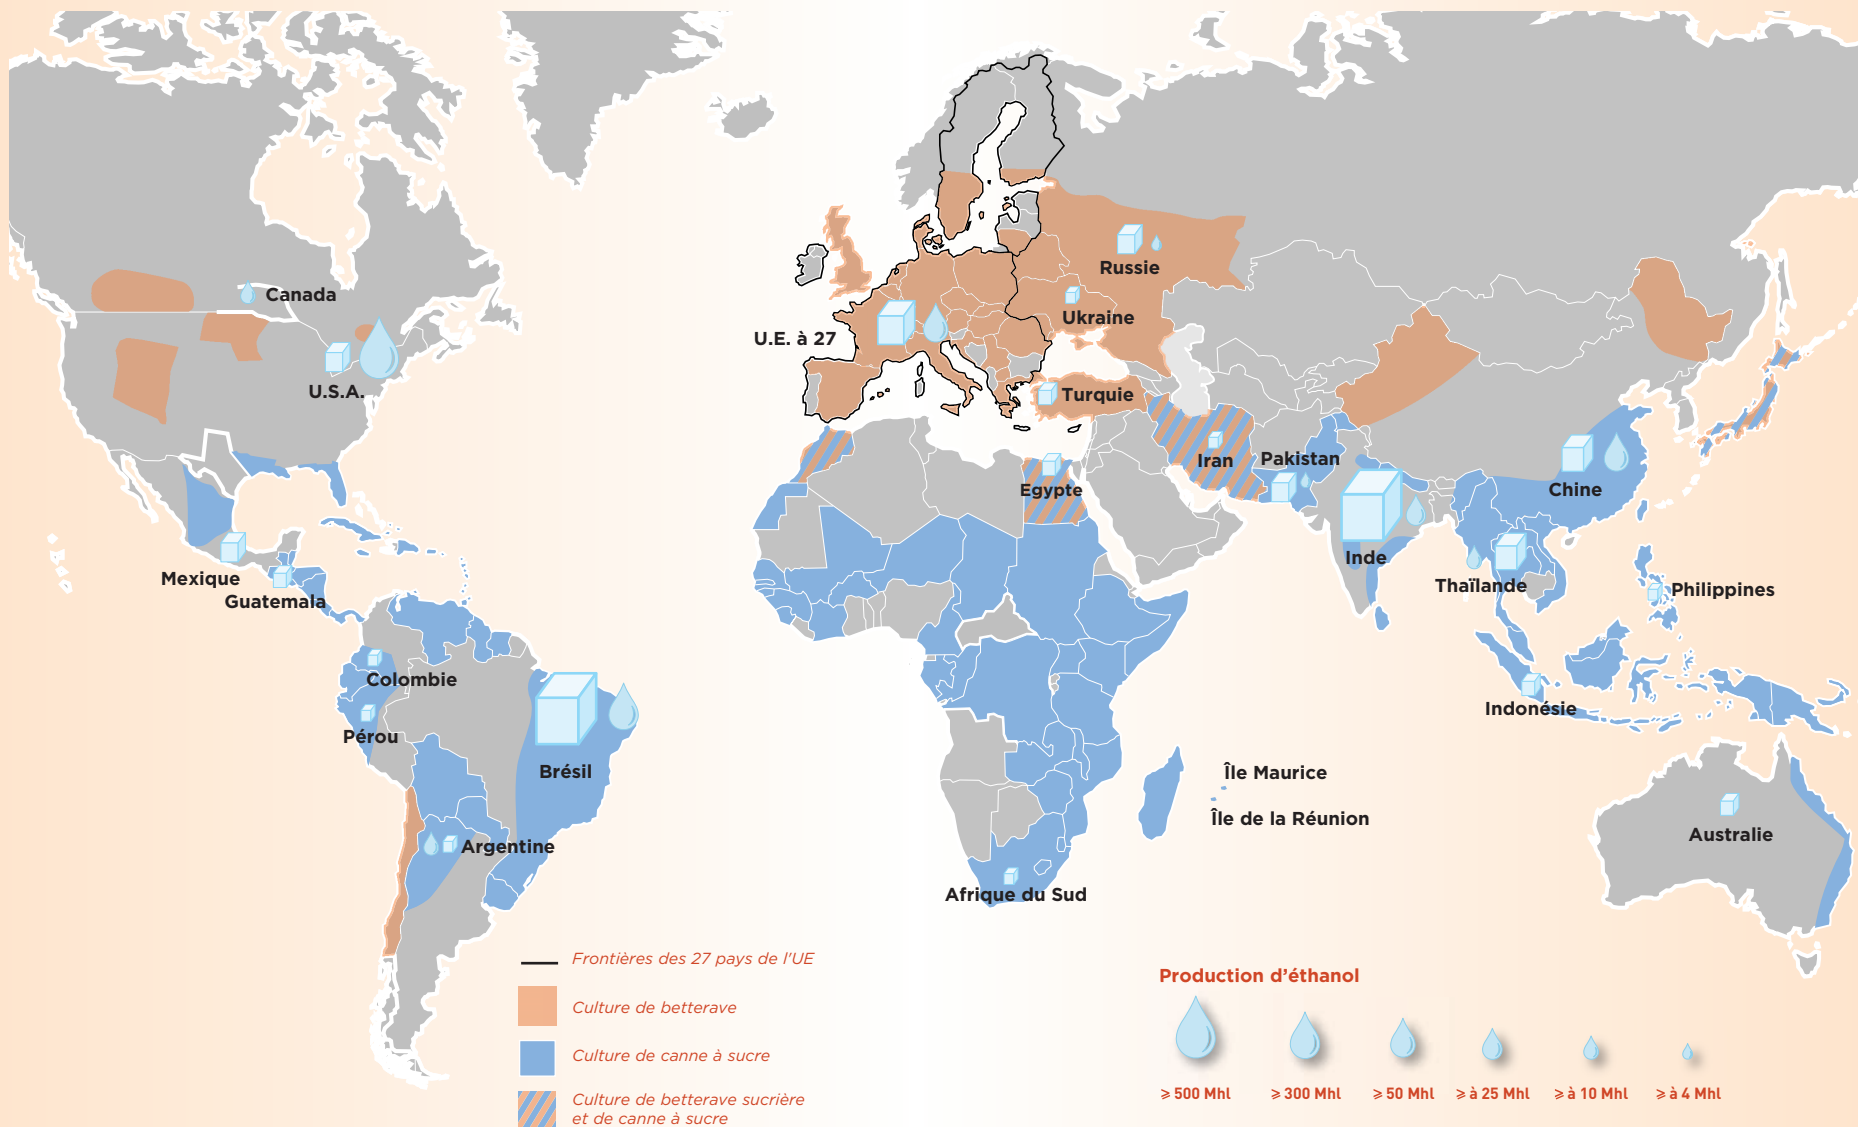 Canada
U.S.A.
Mexique
Guatemala
Colombie
Pérou
Brésil
Argentine
U.E. à 27
Russie
Ukraine
Turquie
Iran
Pakistan
Egypte
Inde
Chine
Thaïlande
Philippines
Indonésie
Île Maurice
Île de la Réunion
Afrique du Sud
Australie
Frontières des 27 pays de l'UE
Culture de betterave
Culture de canne à sucre
Culture de betterave sucrière
et de canne à sucre
Production d’éthanol
⩾ 500 Mhl ⩾ 300 Mhl ⩾ 50 Mhl ⩾ à 25 Mhl ⩾ à 10 Mhl ⩾ à 4 Mhl